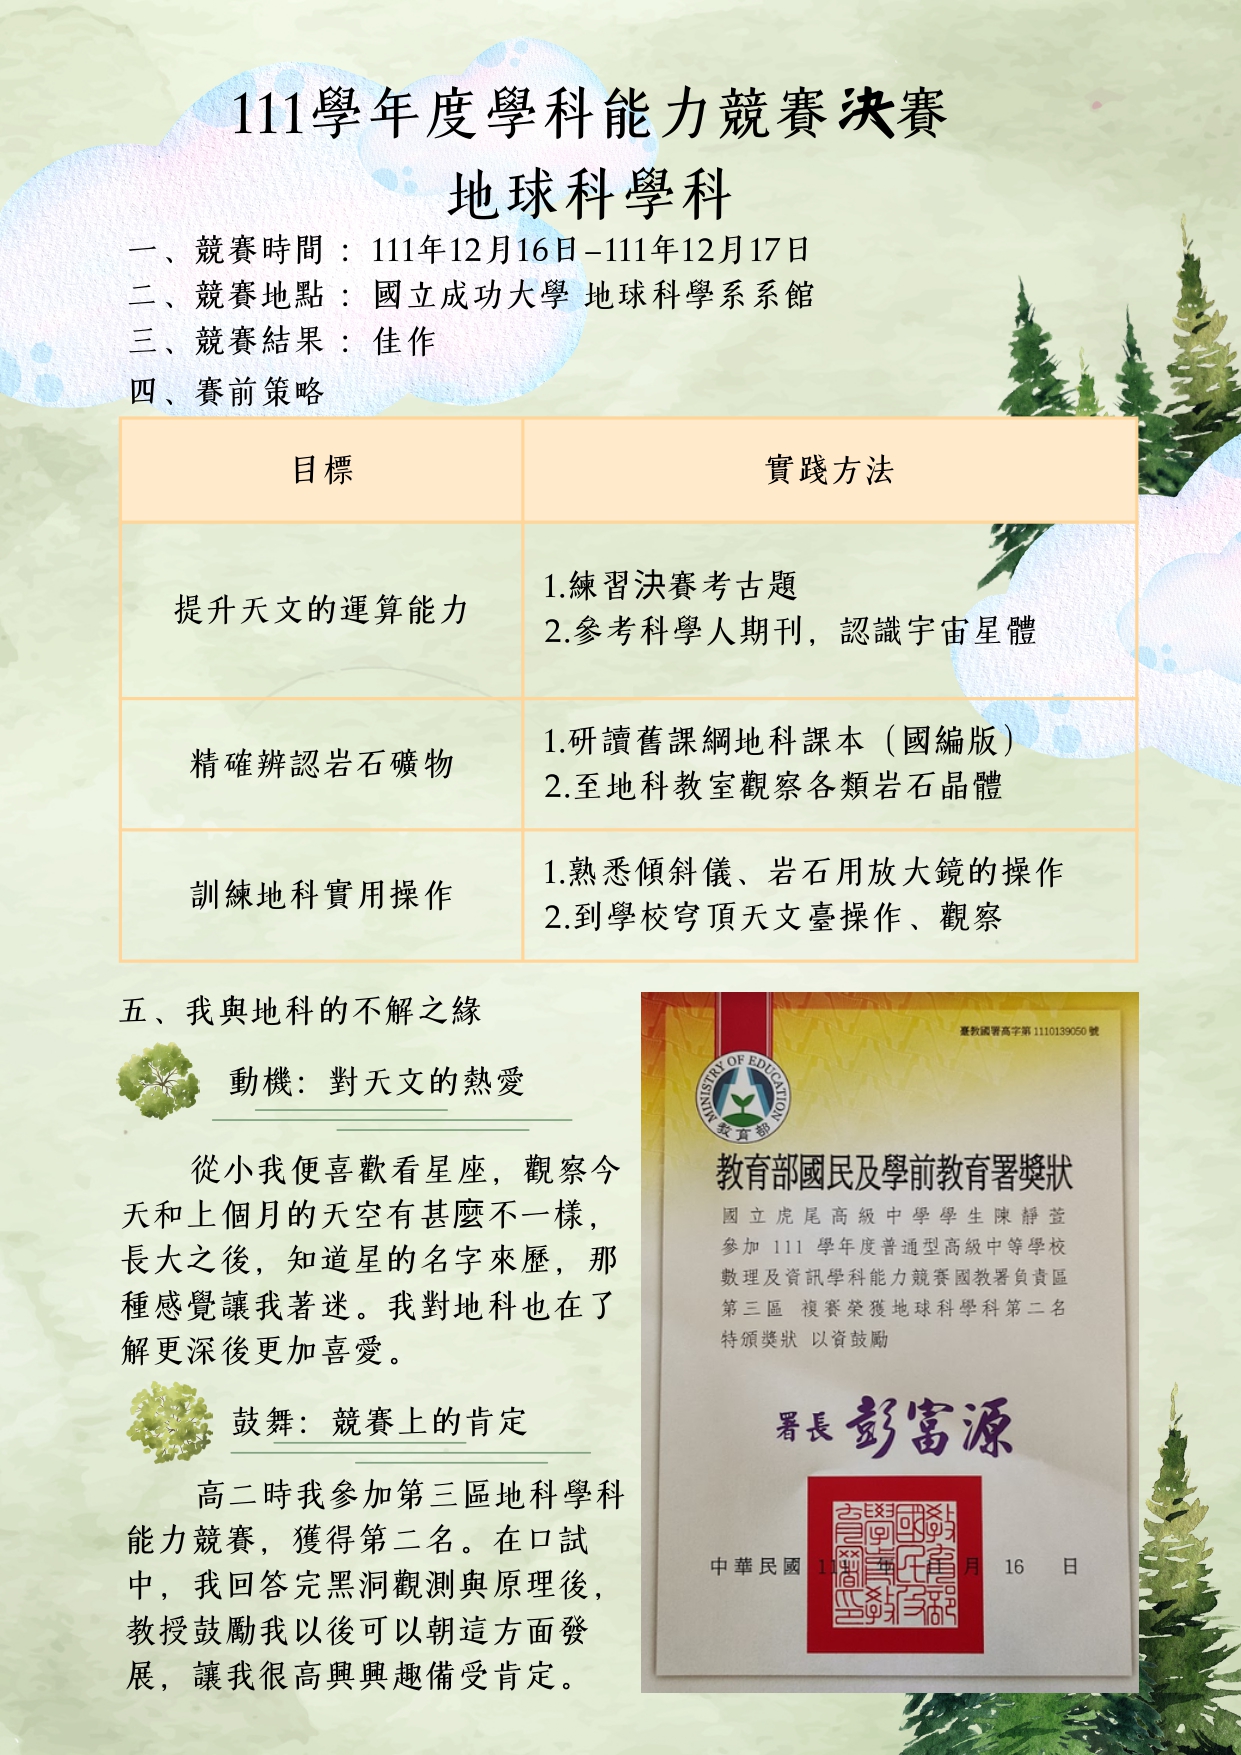 111學年度學科能力競賽決賽
地球科學科
一、競賽時間：111年12月16日-111年12月17日
二、競賽地點：國立成功大學 地球科學系系館
三、競賽結果：佳作
四、賽前策略
目標
實踐方法
提升天文的運算能力
1.練習決賽考古題
2.參考科學人期刊，認識宇宙星體
精確辨認岩石礦物
1.研讀舊課綱地科課本（國編版）
2.至地科教室觀察各類岩石晶體
訓練地科實用操作
1.熟悉傾斜儀、岩石用放大鏡的操作
2.到學校穹頂天文臺操作、觀察
五、我與地科的不解之緣
動機：對天文的熱愛
從小我便喜歡看星座，觀察今
天和上個月的天空有甚麼不一樣，
長大之後，知道星的名字來歷，那
種感覺讓我著迷。我對地科也在了
解更深後更加喜愛。
鼓舞：競賽上的肯定
高二時我參加第三區地科學科
能力競賽，獲得第二名。在口試
中，我回答完黑洞觀測與原理後，
教授鼓勵我以後可以朝這方面發
展，讓我很高興興趣備受肯定。
臺教國署高字第 1110139050 號
MINISTRY OF EDUCATION
教育部
教育部國民及學前教育署獎狀
國立虎尾高級中學學生陳靜萱
參加 111 學年度普通型高級中等學校
數理及資訊學科能力競賽國教署負責區
第三區 複賽榮獲地球科學科第二名
特頒獎狀 以資鼓勵
署長 彭富源
中華民國 111 年 11 月 16 日